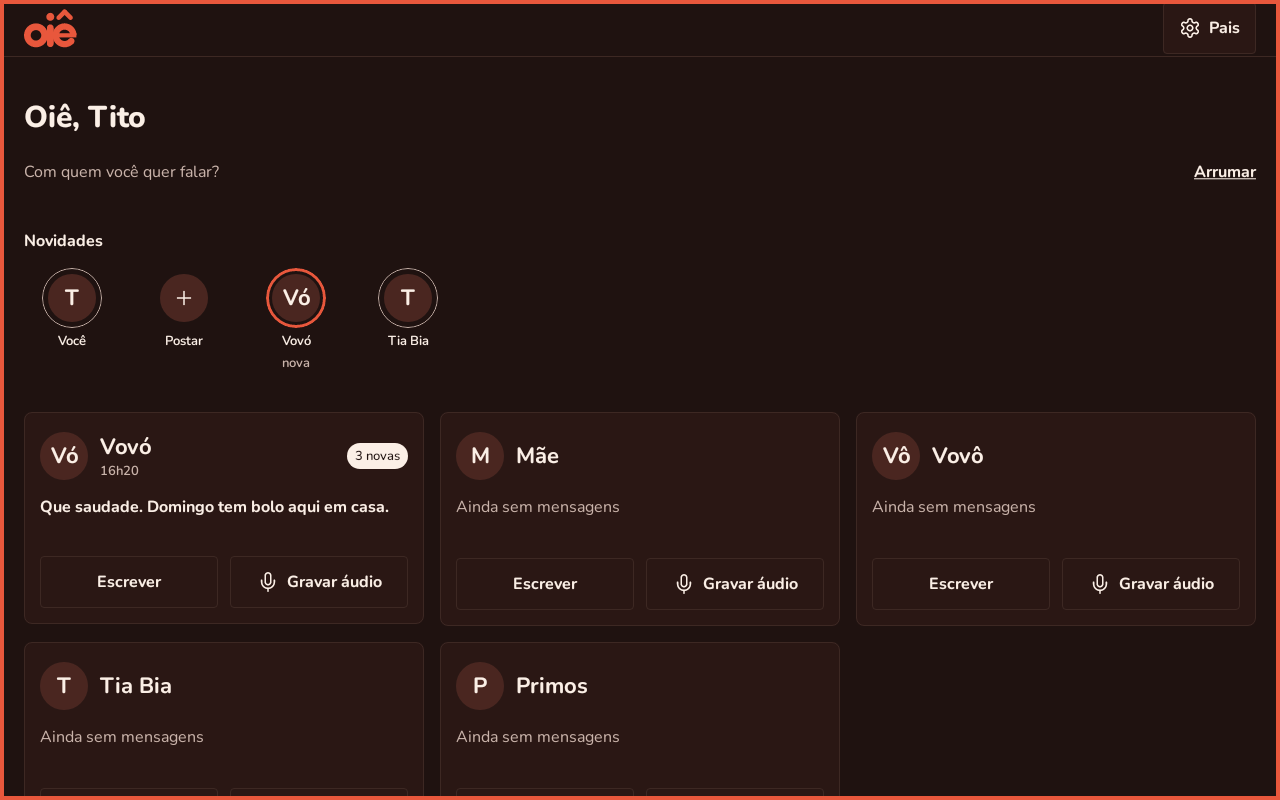 oiê
Pais
Oiê, Tito
Com quem você quer falar?
Arrumar
Novidades
T
Vó
T
Você
Postar
Vovó
Tia Bia
nova
Vó
Vovó
16h20
3 novas
Que saudade. Domingo tem bolo aqui em casa.
Escrever
Gravar áudio
M
Mãe
Ainda sem mensagens
Escrever
Gravar áudio
Vô
Vovô
Ainda sem mensagens
Escrever
Gravar áudio
T
Tia Bia
Ainda sem mensagens
P
Primos
Ainda sem mensagens